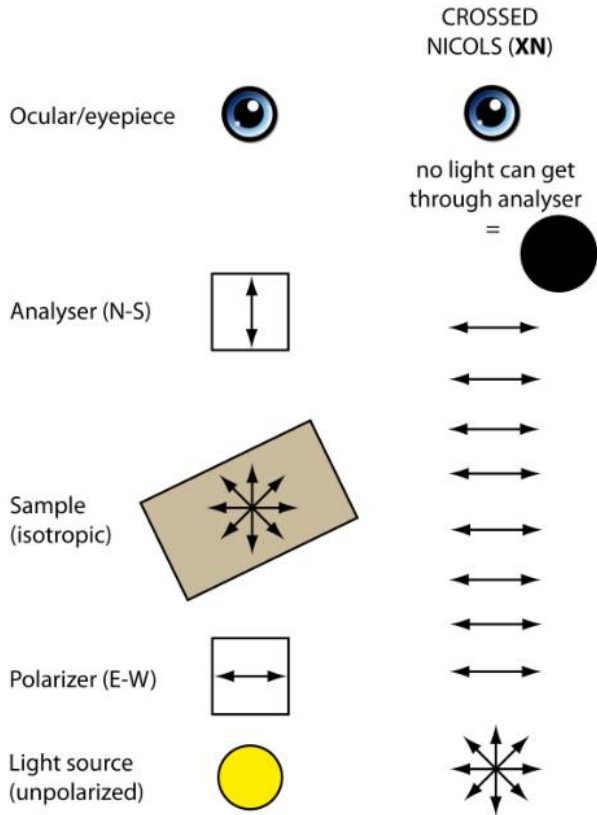 CROSSED
NICOLS (XN)
Ocular/eyepiece
no light can get
through analyser
=
Analyser (N-S)
Sample
(isotropic)
Polarizer (E-W)
Light source
(unpolarized)